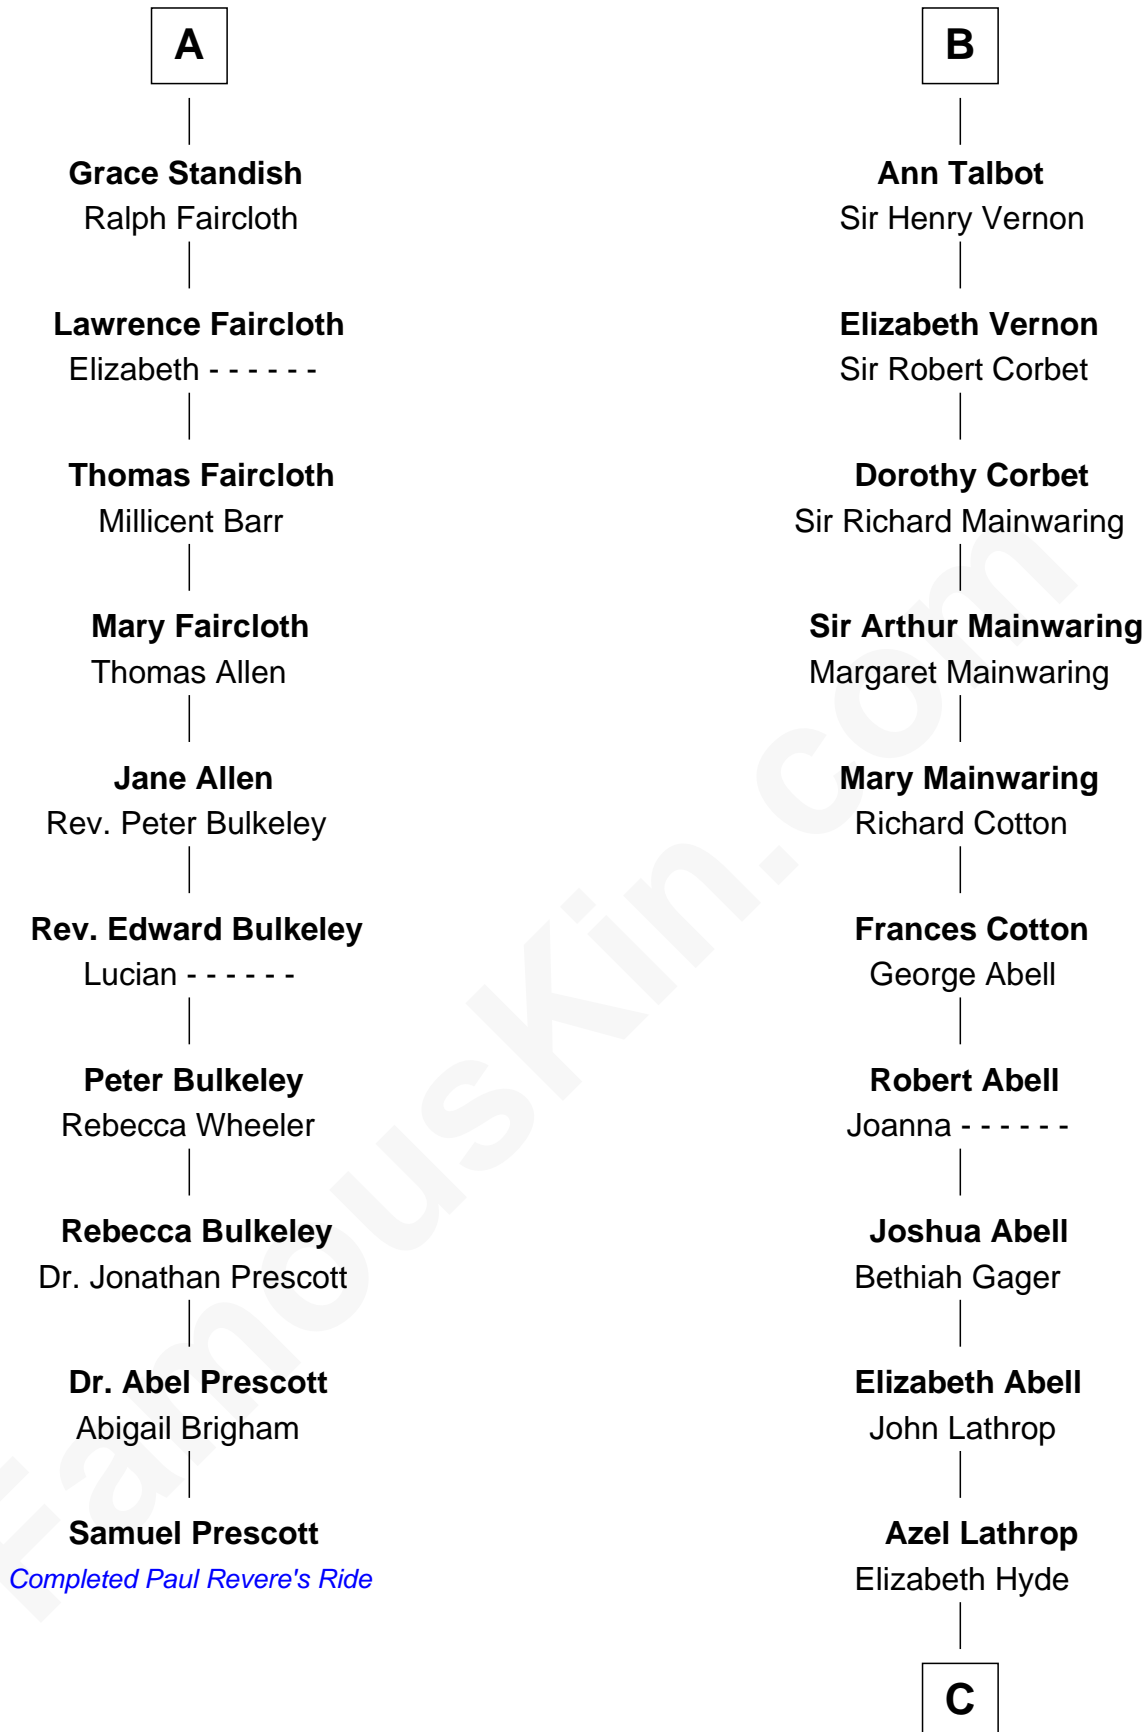 A
Grace Standish
Ralph Faircloth
Lawrence Faircloth
Elizabeth - - - - - -
Thomas Faircloth
Millicent Barr
Mary Faircloth
Thomas Allen
Jane Allen
Rev. Peter Bulkeley
Rev. Edward Bulkeley
Lucian - - - - - -
Peter Bulkeley
Rebecca Wheeler
Rebecca Bulkeley
Dr. Jonathan Prescott
Dr. Abel Prescott
Abigail Brigham
Samuel Prescott
Completed Paul Revere's Ride
B
Ann Talbot
Sir Henry Vernon
Elizabeth Vernon
Sir Robert Corbet
Dorothy Corbet
Sir Richard Mainwaring
Sir Arthur Mainwaring
Margaret Mainwaring
Mary Mainwaring
Richard Cotton
Frances Cotton
George Abell
Robert Abell
Joanna - - - - - -
Joshua Abell
Bethiah Gager
Elizabeth Abell
John Lathrop
Azel Lathrop
Elizabeth Hyde
C
FamousKin.com